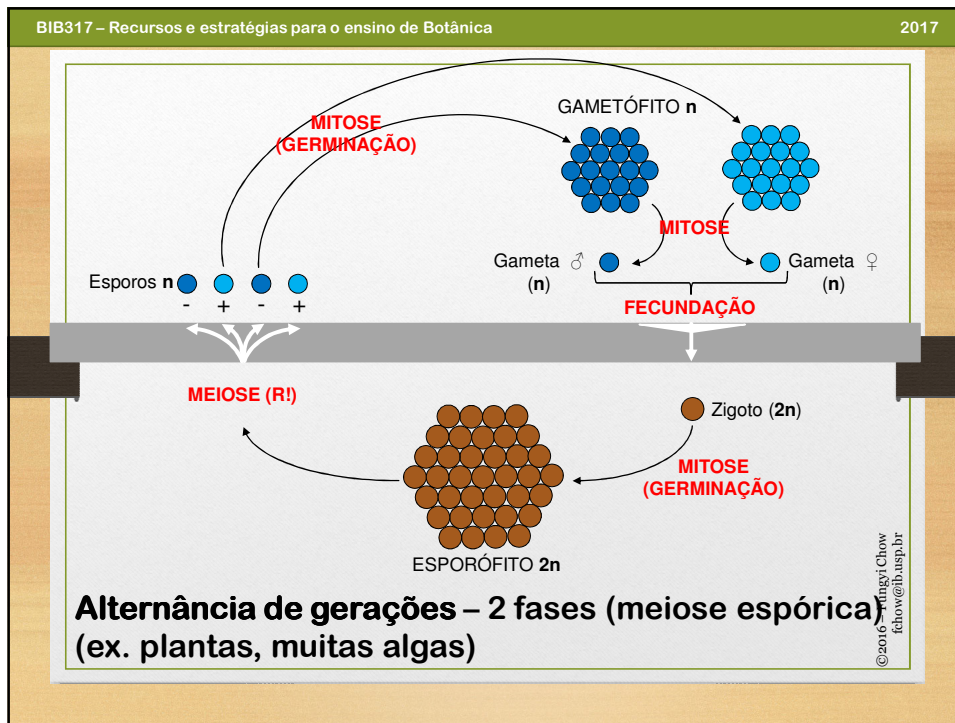 BIB317 – Recursos e estratégias para o ensino de Botânica 2017
GAMETÓFITO n
MITOSE
(GERMINAÇÃO)
MITOSE
Gameta ♂
(n)
Gameta ♀
(n)
Esporos n
- + - +
FECUNDAÇÃO
MEIOSE (R!)
Zigoto (2n)
MITOSE
(GERMINAÇÃO)
ESPORÓFITO 2n
Alternância de gerações – 2 fases (meiose espórica)
(ex. plantas, muitas algas)
©2016 – Fungyi Chow
fchow@ib.usp.br